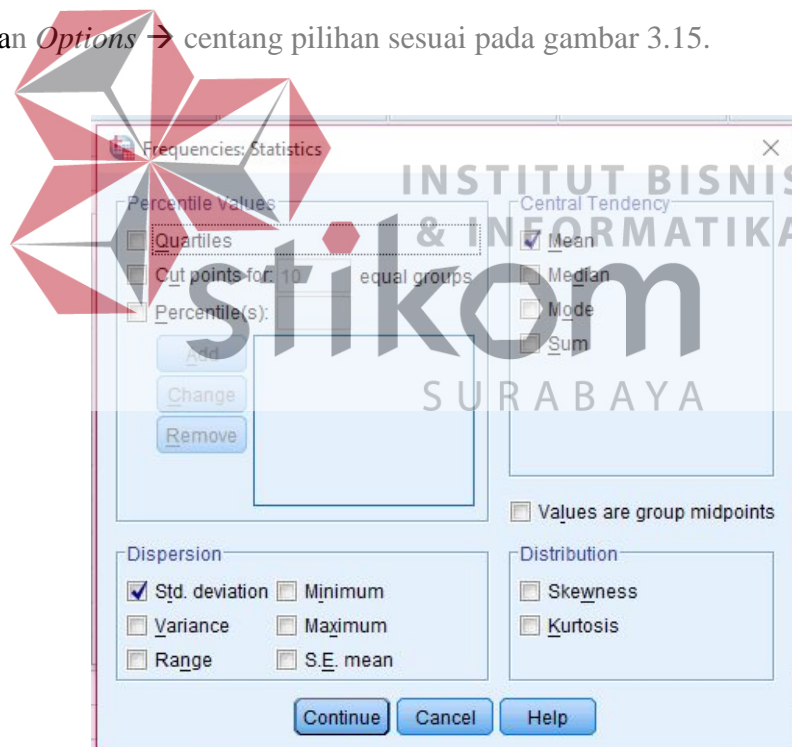 an Options → centang pilihan sesuai pada gambar 3.15.
Frequencies: Statistics
INSTITUT BISNIS
& INFORMATIKA
stikom
SURABAYA
Percentile Values
Quartiles
Cut points for: 10 equal groups
Percentile(s):
Add
Change
Remove
Central Tendency
Mean
Median
Mode
Sum
Values are group midpoints
Dispersion
Std. deviation Minimum
Variance Maximum
Range S.E. mean
Distribution
Skewness
Kurtosis
Continue Cancel Help